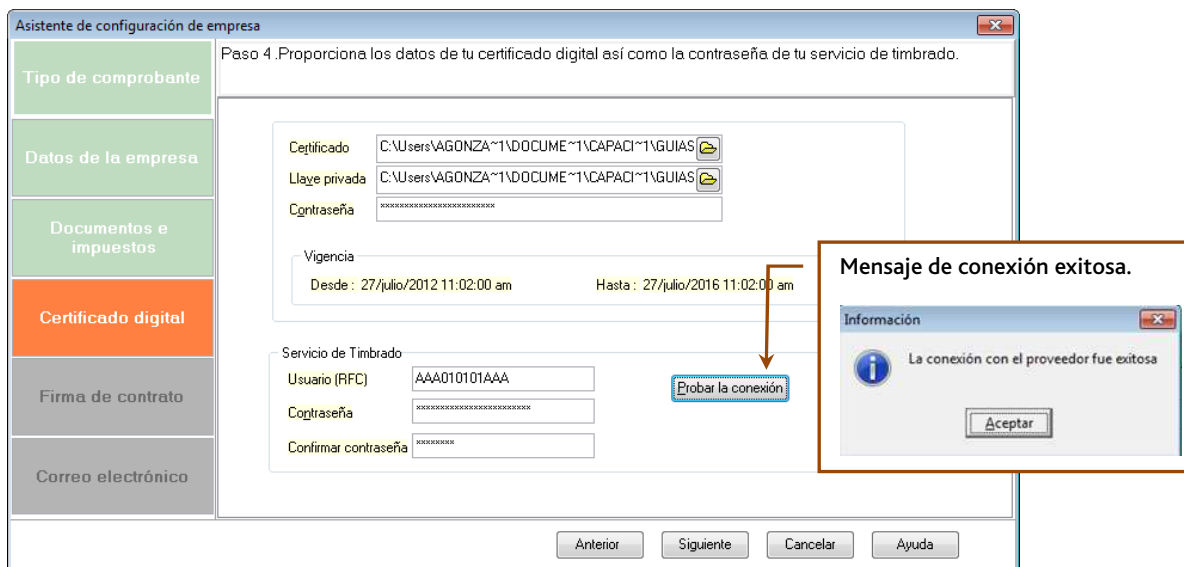 Asistente de configuración de empresa
Tipo de comprobante
Paso 4 .Proporciona los datos de tu certificado digital así como la contraseña de tu servicio de timbrado.
Datos de la empresa
Documentos e
impuestos
Certificado digital
Firma de contrato
Correo electrónico
Certificado C:\Users\AGONZA~1\DOCUME~1\CAPACI~1\GUIAS
Llave privada C:\Users\AGONZA~1\DOCUME~1\CAPACI~1\GUIAS
Contraseña ************************
Vigencia
Desde : 27/julio/2012 11:02:00 am Hasta : 27/julio/2016 11:02:00 am
Servicio de Timbrado
Usuario (RFC) AAA010101AAA
Probar la conexión
Contraseña ************************
Confirmar contraseña ********
Mensaje de conexión exitosa.
Información
La conexión con el proveedor fue exitosa
Aceptar
Anterior Siguiente Cancelar Ayuda